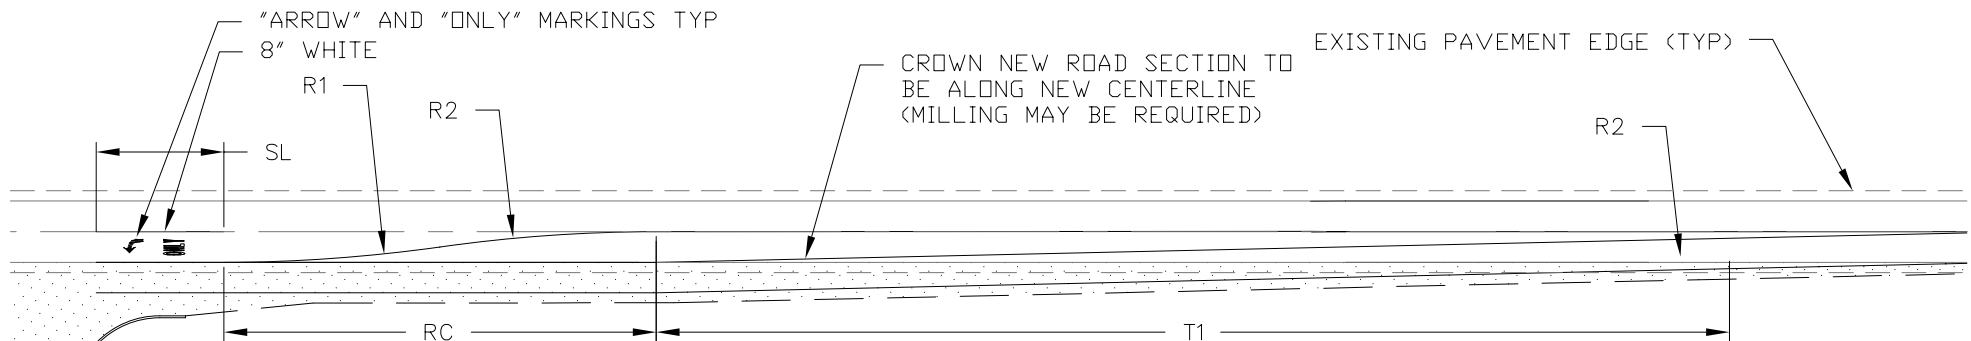 "ARROW" AND "ONLY" MARKINGS TYP
8" WHITE
R1
R2
CROWN NEW ROAD SECTION TO
BE ALONG NEW CENTERLINE
(MILLING MAY BE REQUIRED)
EXISTING PAVEMENT EDGE (TYP)
R2
SL
RC
T1